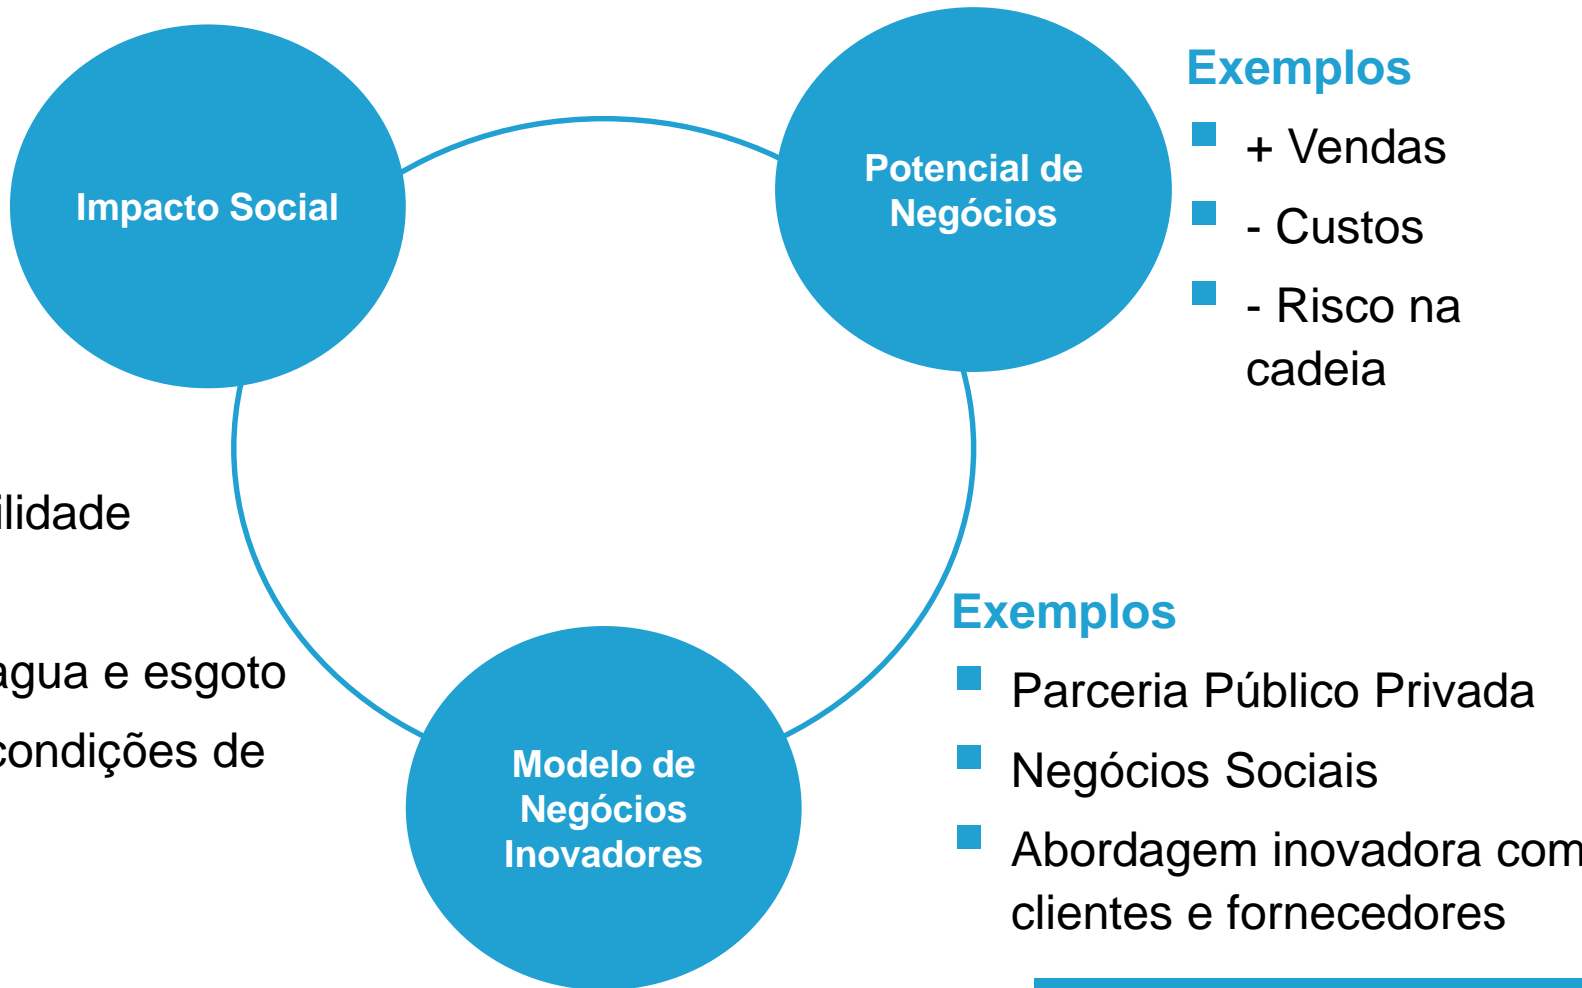 Impacto Social
Potencial de
Negócios
Exemplos
+ Vendas
- Custos
- Risco na
cadeia
ilidade
agua e esgoto
condições de
Modelo de
Negócios
Inovadores
Exemplos
Parceria Público Privada
Negócios Sociais
Abordagem inovadora com
clientes e fornecedores